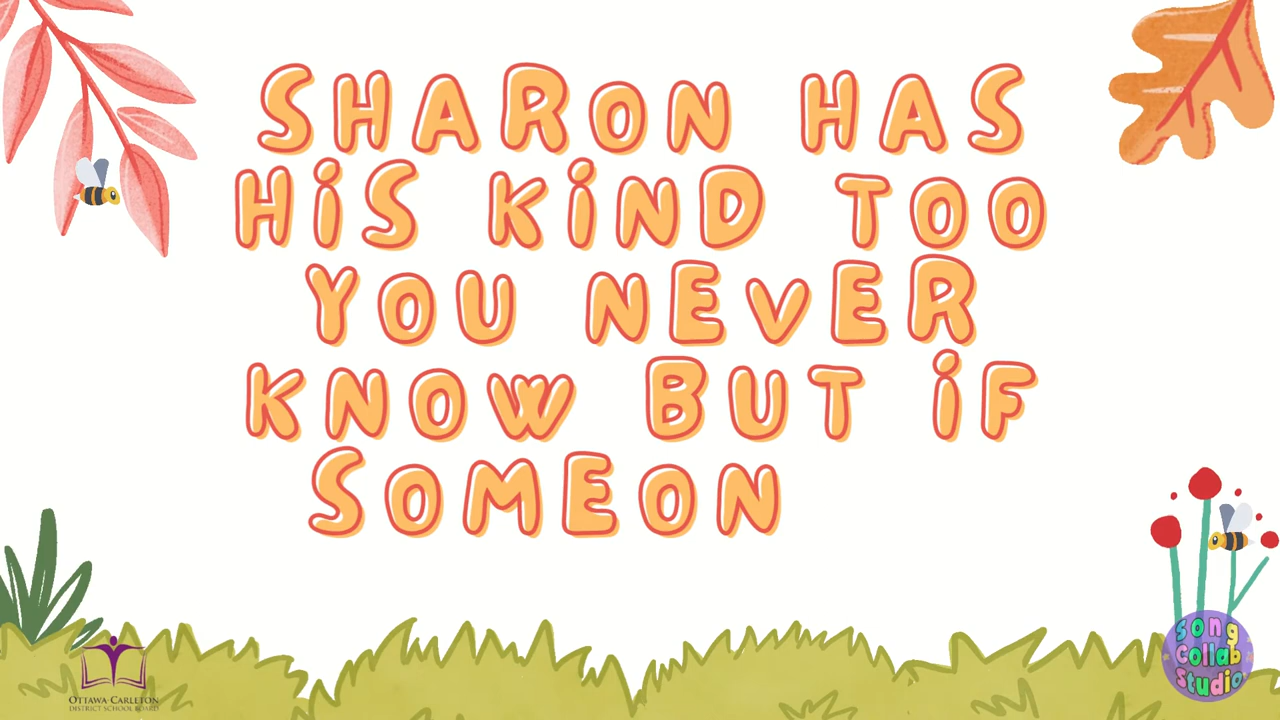 SHARON HAS
HiS KiND TOO
YOU NEVER
KNOW BUT iF
SOMEON
OTTAWA-CARLETON
DISTRICT SCHOOL BOARD
song
Collab
Studio